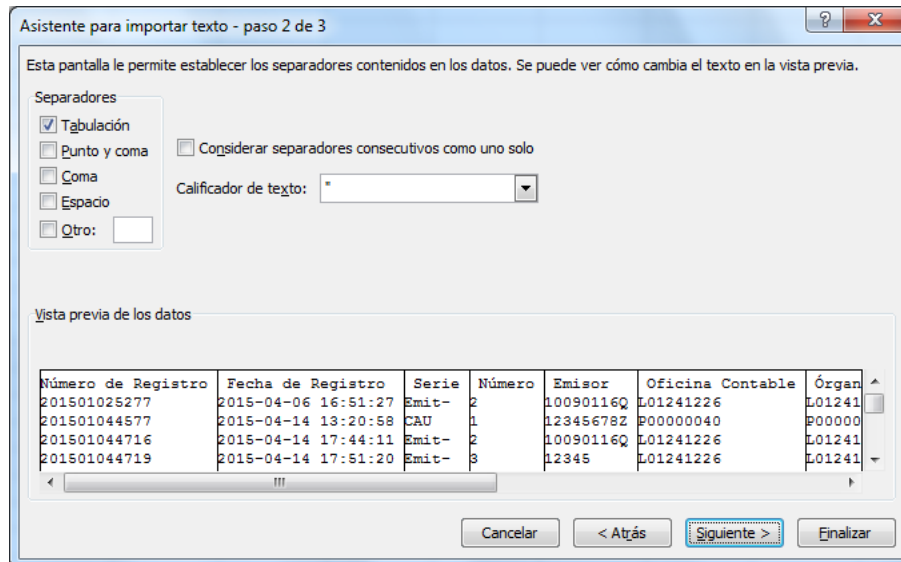 Asistente para importar texto - paso 2 de 3
Esta pantalla le permite establecer los separadores contenidos en los datos. Se puede ver cómo cambia el texto en la vista previa.
Separadores
Tabulación
Punto y coma
Coma
Espacio
Otro:
Considerar separadores consecutivos como uno solo
Calificador de texto: "
Vista previa de los datos
Número de Registro Fecha de Registro Serie Número Emisor Oficina Contable Órgan
201501025277 2015-04-06 16:51:27 Emit- 2 10090116Q L01241226 L01241
201501044577 2015-04-14 13:20:58 CAU 1 12345678Z P00000040 P00000
201501044716 2015-04-14 17:44:11 Emit- 2 10090116Q L01241226 L01241
201501044719 2015-04-14 17:51:20 Emit- 3 12345 L01241226 L01241
Cancelar < Atrás Siguiente > Finalizar